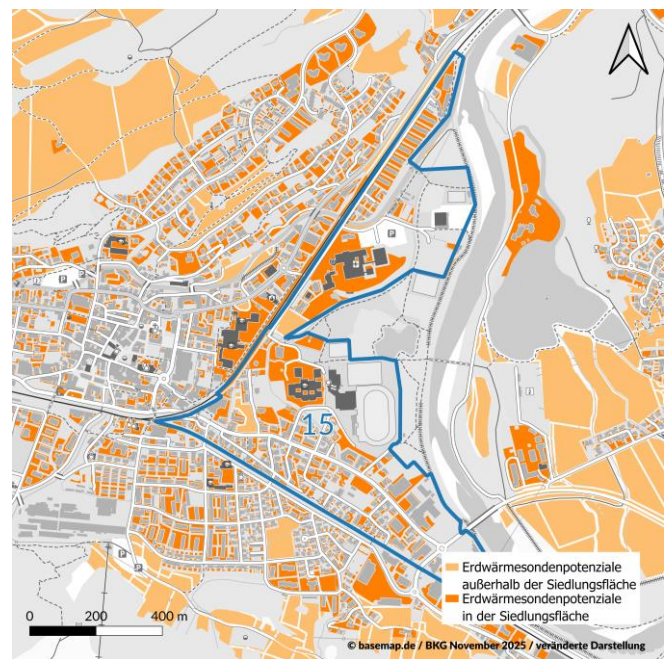 15
P
P
P
P
P
Erdwärmesondenpotenziale
außerhalb der Siedlungsfläche
Erdwärmesondenpotenziale
in der Siedlungsfläche
0 200 400 m
© basemap.de / BKG November 2025 / veränderte Darstellung